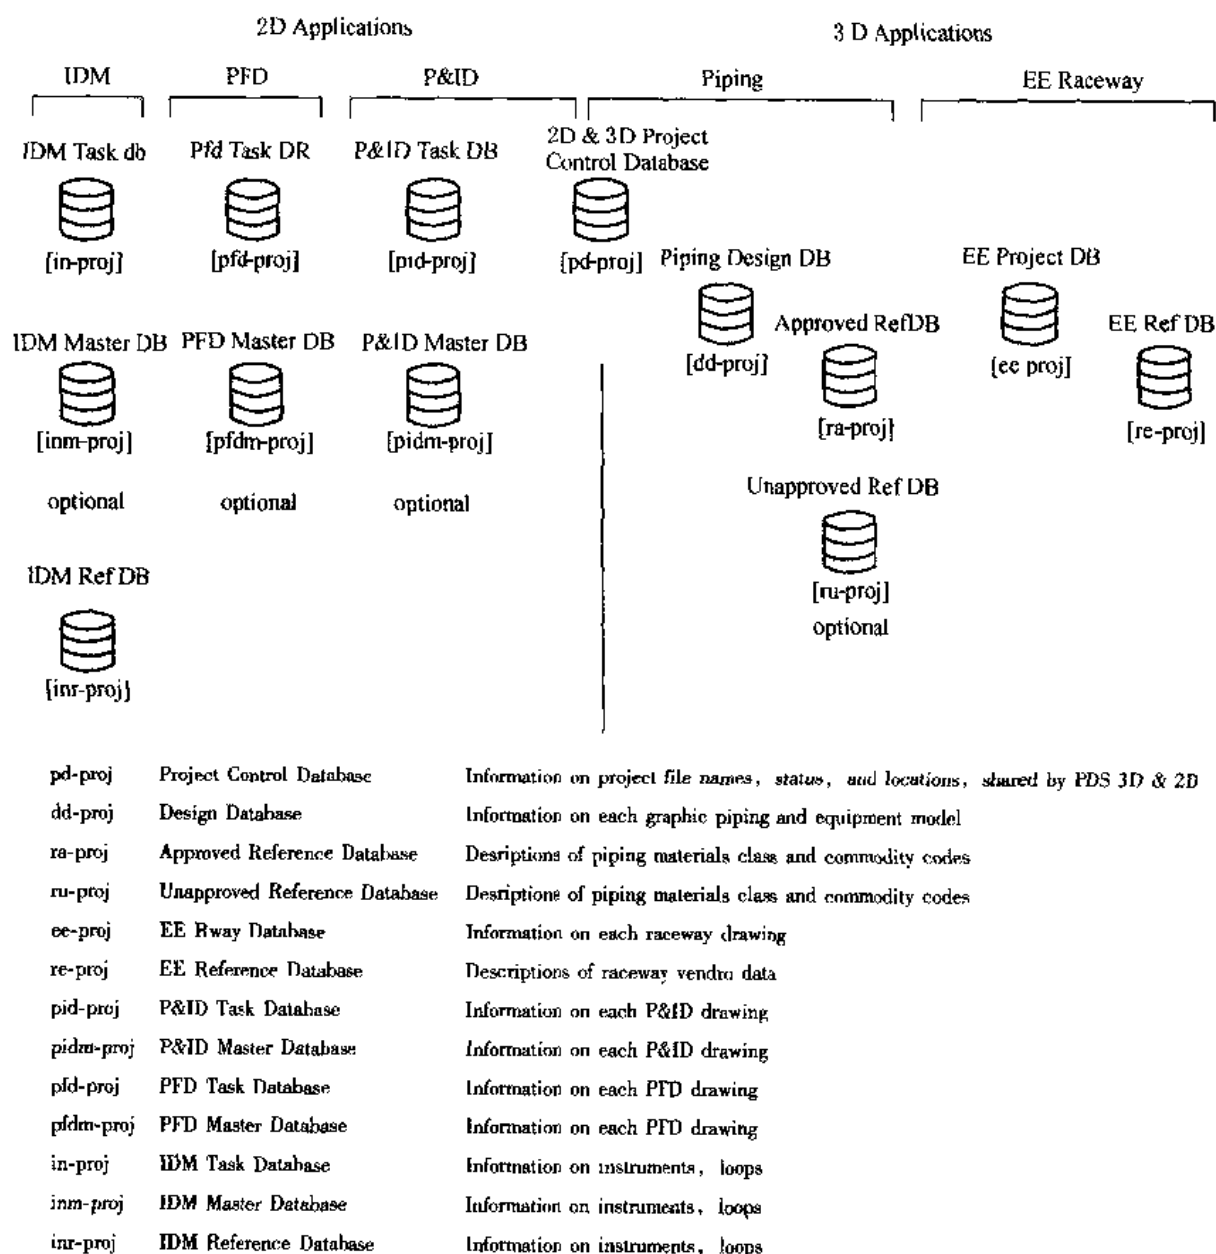 2D Applications
3 D Applications
IDM PFD P&ID Piping EE Raceway
IDM Task db Pfd Task DR P&ID Task DB 2D & 3D Project
Control Database
[in-proj] [pfd-proj] [pid-proj] [pd-proj] Piping Design DB EE Project DB
IDM Master DB PFD Master DB P&ID Master DB Approved RefDB EE Ref DB
[dd-proj] [ee proj]
[inm-proj] [pfdm-proj] [pidm-proj] [ra-proj] [re-proj]
optional optional optional Unapproved Ref DB
IDM Ref DB
[ru-proj]
optional
[inr-proj]
pd-proj Project Control Database Information on project file names, status, and locations, shared by PDS 3D & 2D
dd-proj Design Database Information on each graphic piping and equipment model
ra-proj Approved Reference Database Desriptions of piping materials class and commodity codes
ru-proj Unapproved Reference Database Desriptions of piping materials class and commodity codes
ee-proj EE Rway Database Information on each raceway drawing
re-proj EE Reference Database Descriptions of raceway vendro data
pid-proj P&ID Task Database Information on each P&ID drawing
pidm-proj P&ID Master Database Information on each P&ID drawing
pfd-proj PFD Task Database Information on each PFD drawing
pfdm-proj PFD Master Database Information on each PFD drawing
in-proj IDM Task Database Information on instruments, loops
inm-proj IDM Master Database Information on instruments, loops
inr-proj IDM Reference Database Information on instruments, loops